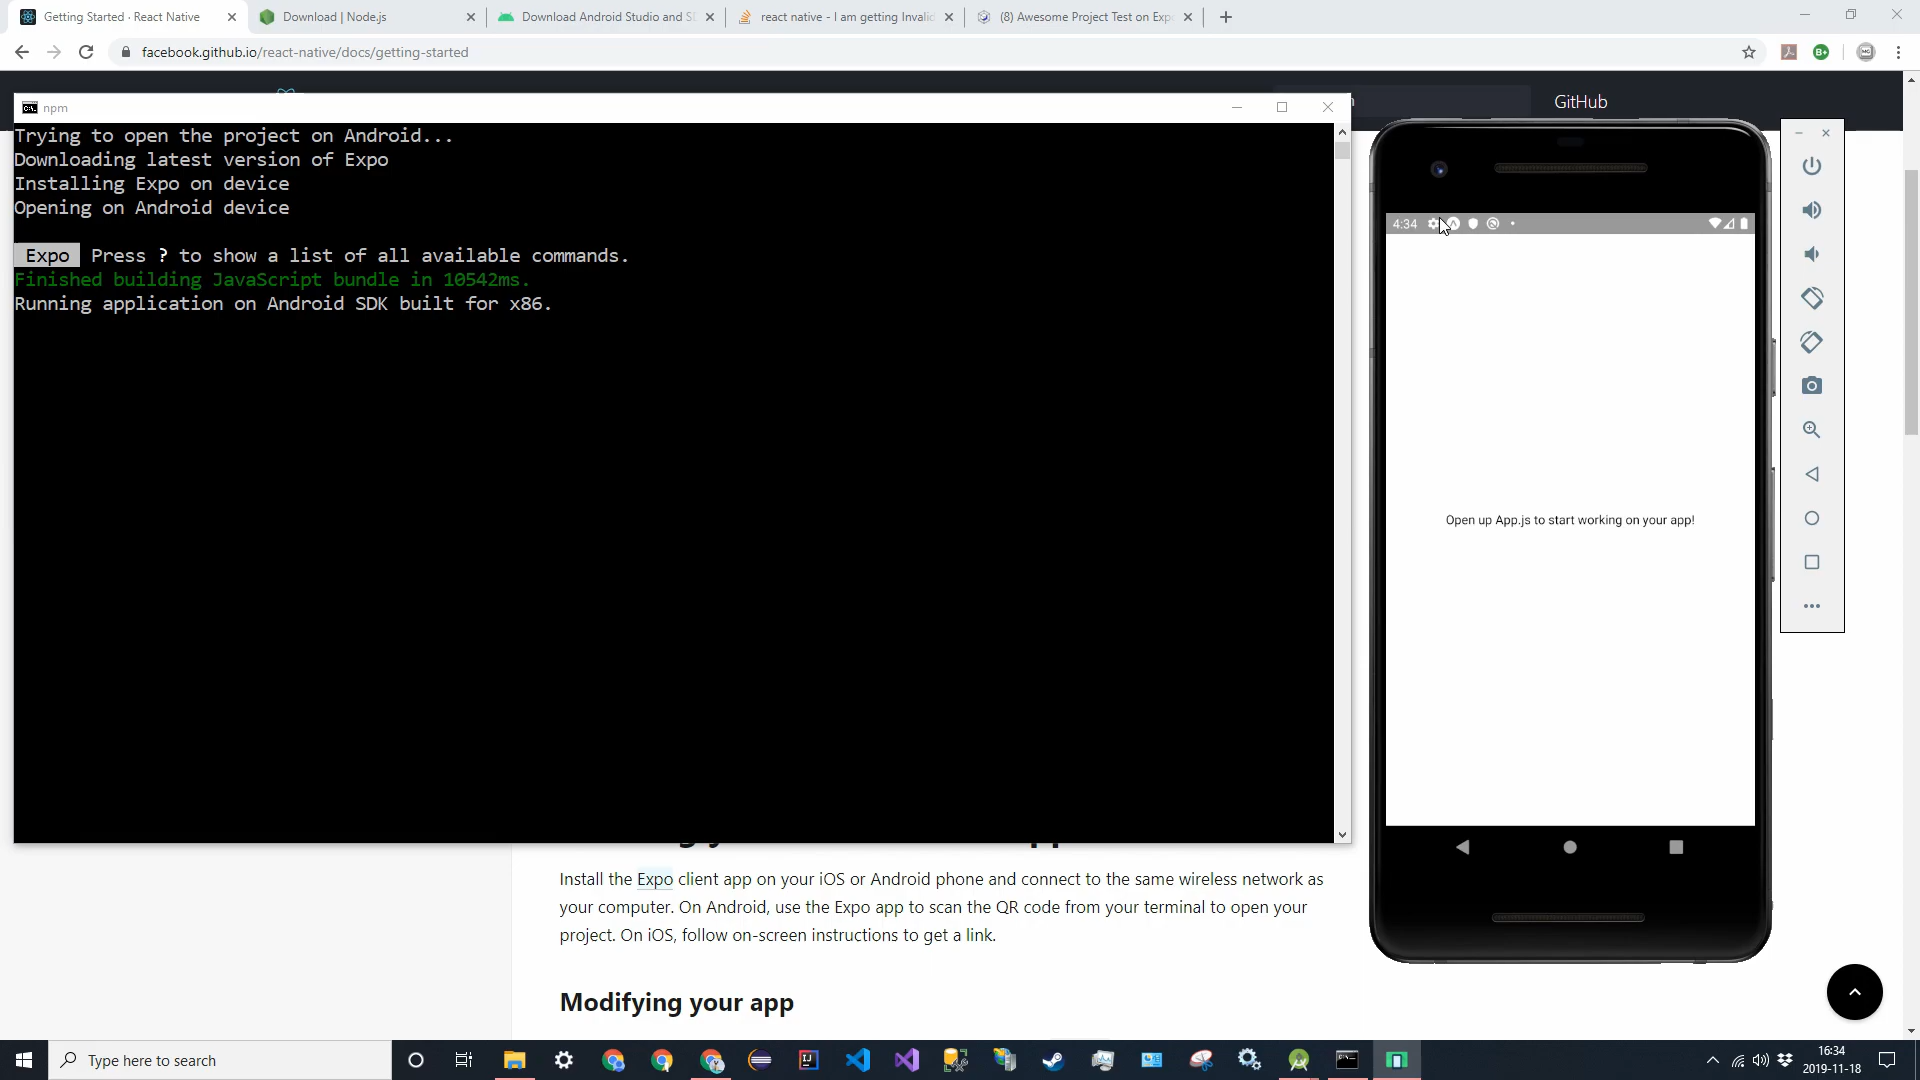 Getting Started · React Native
Download | Node.js
Download Android Studio and S
react native - I am getting Invalid
(8) Awesome Project Test on Exp
facebook.github.io/react-native/docs/getting-started
GitHub
npm
Trying to open the project on Android...
Downloading latest version of Expo
Installing Expo on device
Opening on Android device
Expo Press ? to show a list of all available commands.
Finished building JavaScript bundle in 10542ms.
Running application on Android SDK built for x86.
4:34
Open up App.js to start working on your app!
Install the Expo client app on your iOS or Android phone and connect to the same wireless network as
your computer. On Android, use the Expo app to scan the QR code from your terminal to open your
project. On iOS, follow on-screen instructions to get a link.
Modifying your app
Type here to search
16:34
2019-11-18